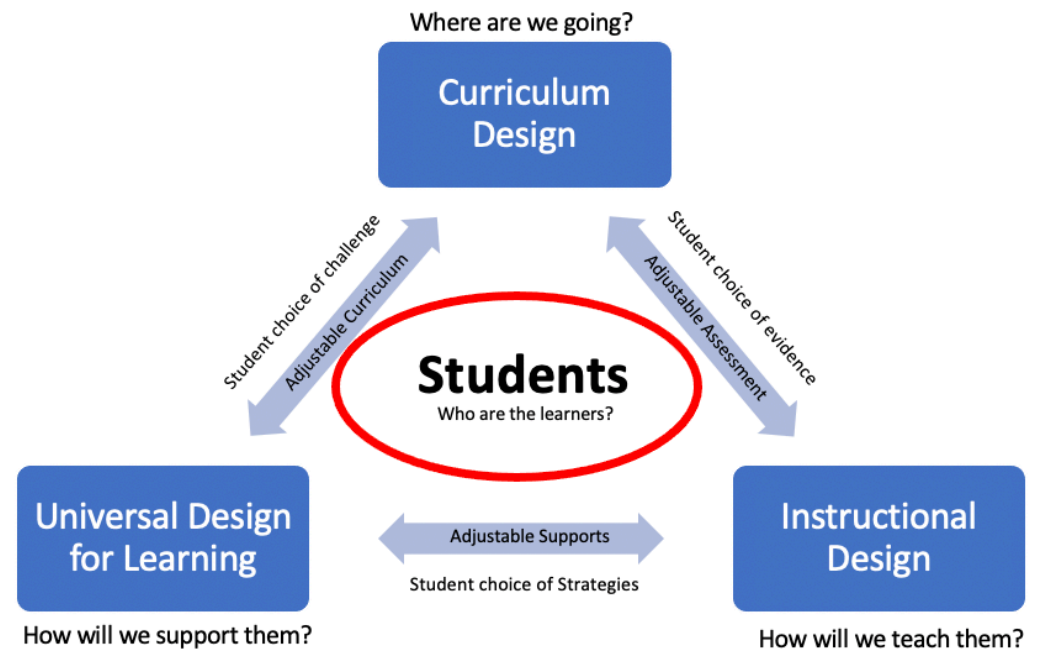 Where are we going?
Curriculum
Design
Student choice of challenge
Adjustable Curriculum
Adjustable Assessment
Student choice of evidence
Students
Who are the learners?
Universal Design
for Learning
How will we support them?
Adjustable Supports
Student choice of Strategies
Instructional
Design
How will we teach them?